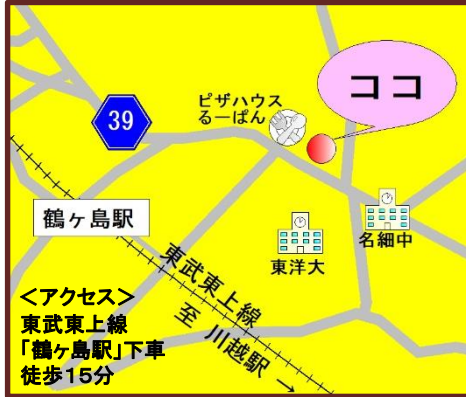 ココ
ピザハウス
るーぱん
39
鶴ヶ島駅
名細中
東洋大
東武東上線
至 川越駅 →
<アクセス>
東武東上線
「鶴ヶ島駅」下車
徒歩15分